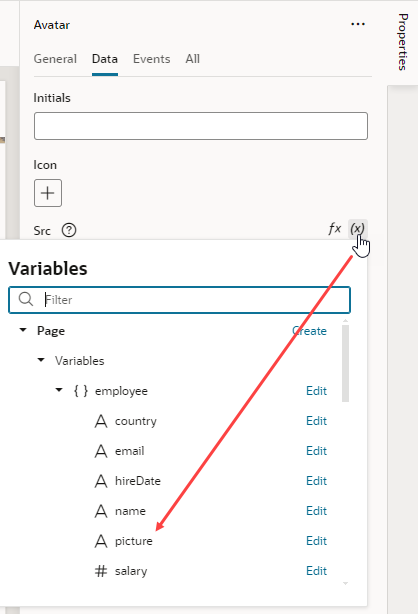 Avatar
Properties
General Data Events All
Initials
Icon
Src ? fx (x)
Variables
Filter
Page Create
Variables
{ } employee Edit
A country Edit
A email Edit
A hireDate Edit
A name Edit
A picture Edit
# salary Edit